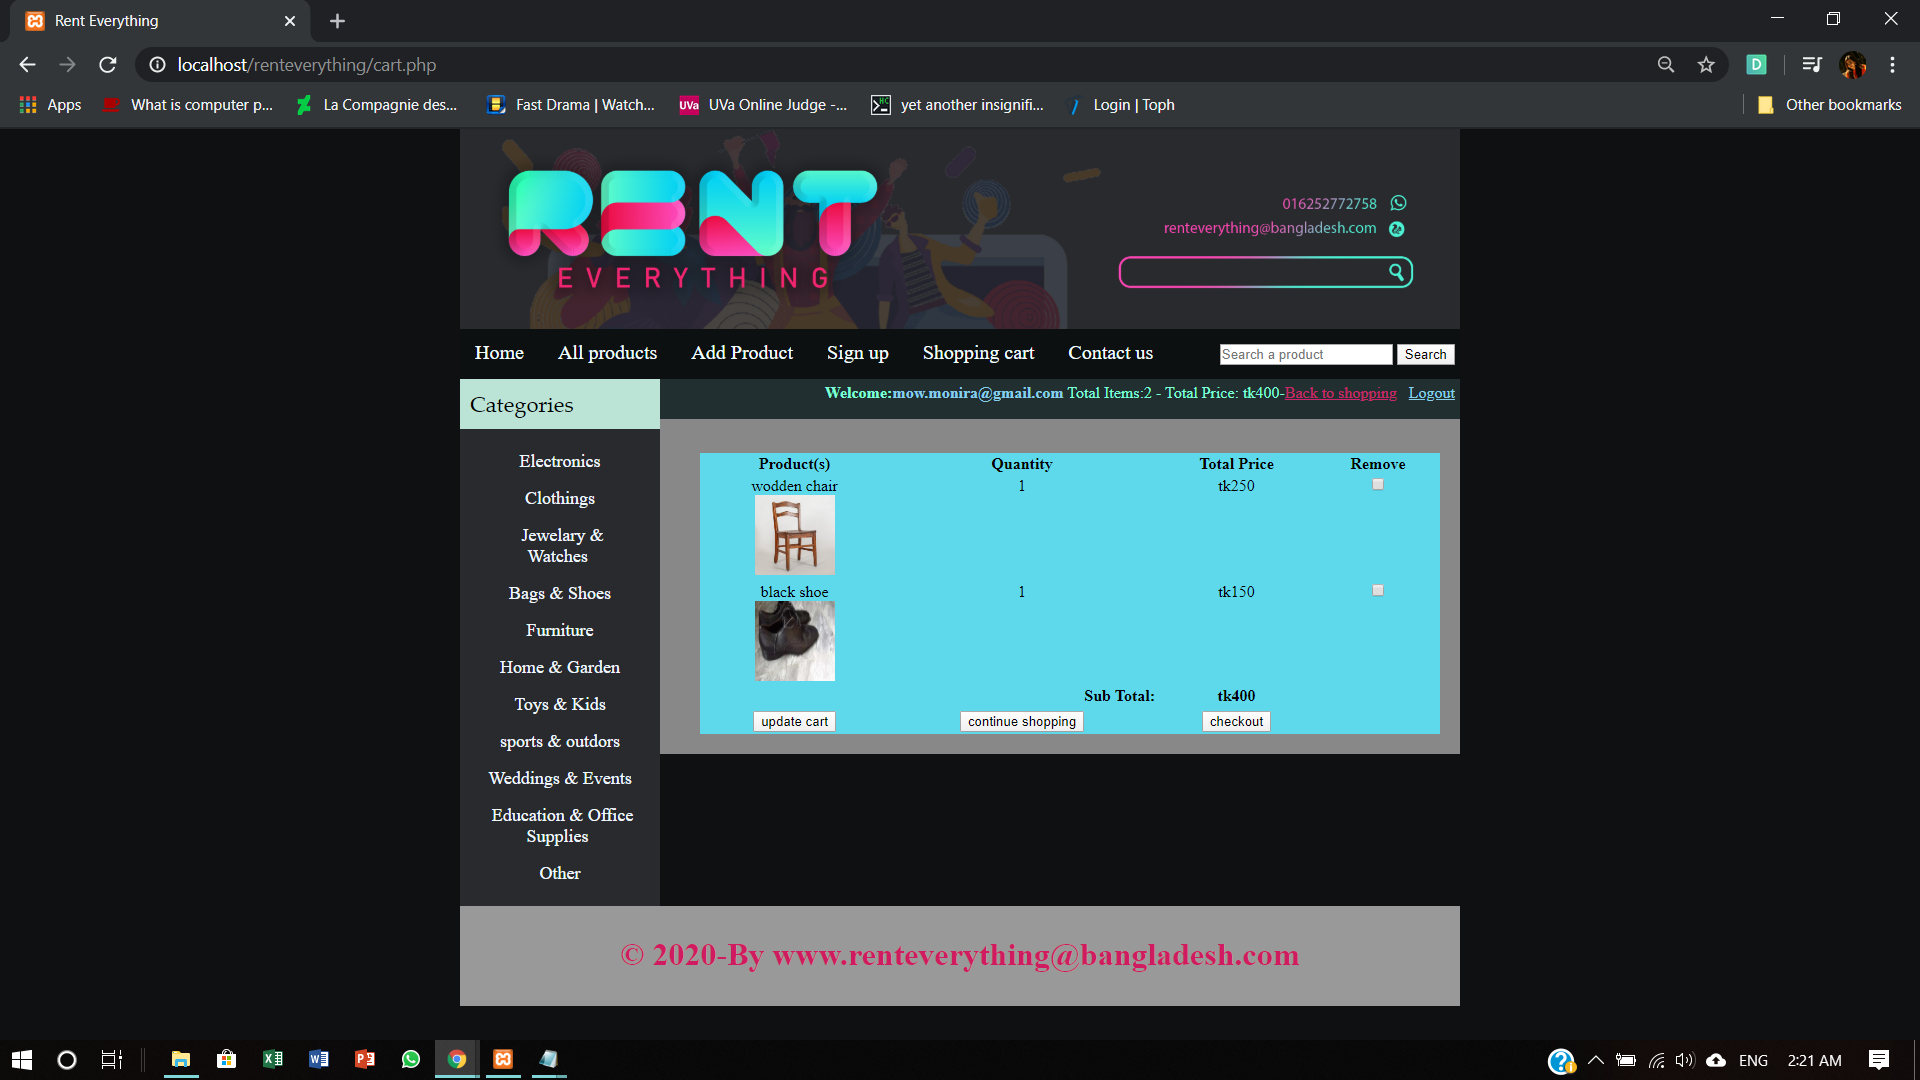 Rent Everything
localhost/renteverything/cart.php
Apps What is computer p... La Compagnie des... Fast Drama | Watch... UVa UVa Online Judge -... yet another insignifi... Login | Toph Other bookmarks
RENT
EVERYTHING
016252772758
renteverything@bangladesh.com
Home All products Add Product Sign up Shopping cart Contact us Search a product Search
Categories
Welcome:mow.monira@gmail.com Total Items:2 - Total Price: tk400-Back to shopping Logout
Electronics
Clothings
Jewelary &
Watches
Bags & Shoes
Furniture
Home & Garden
Toys & Kids
sports & outdors
Weddings & Events
Education & Office
Supplies
Other
Product(s) Quantity Total Price Remove
wodden chair 1 tk250
black shoe 1 tk150
Sub Total: tk400
update cart continue shopping checkout
© 2020-By www.renteverything@bangladesh.com
ENG 2:21 AM